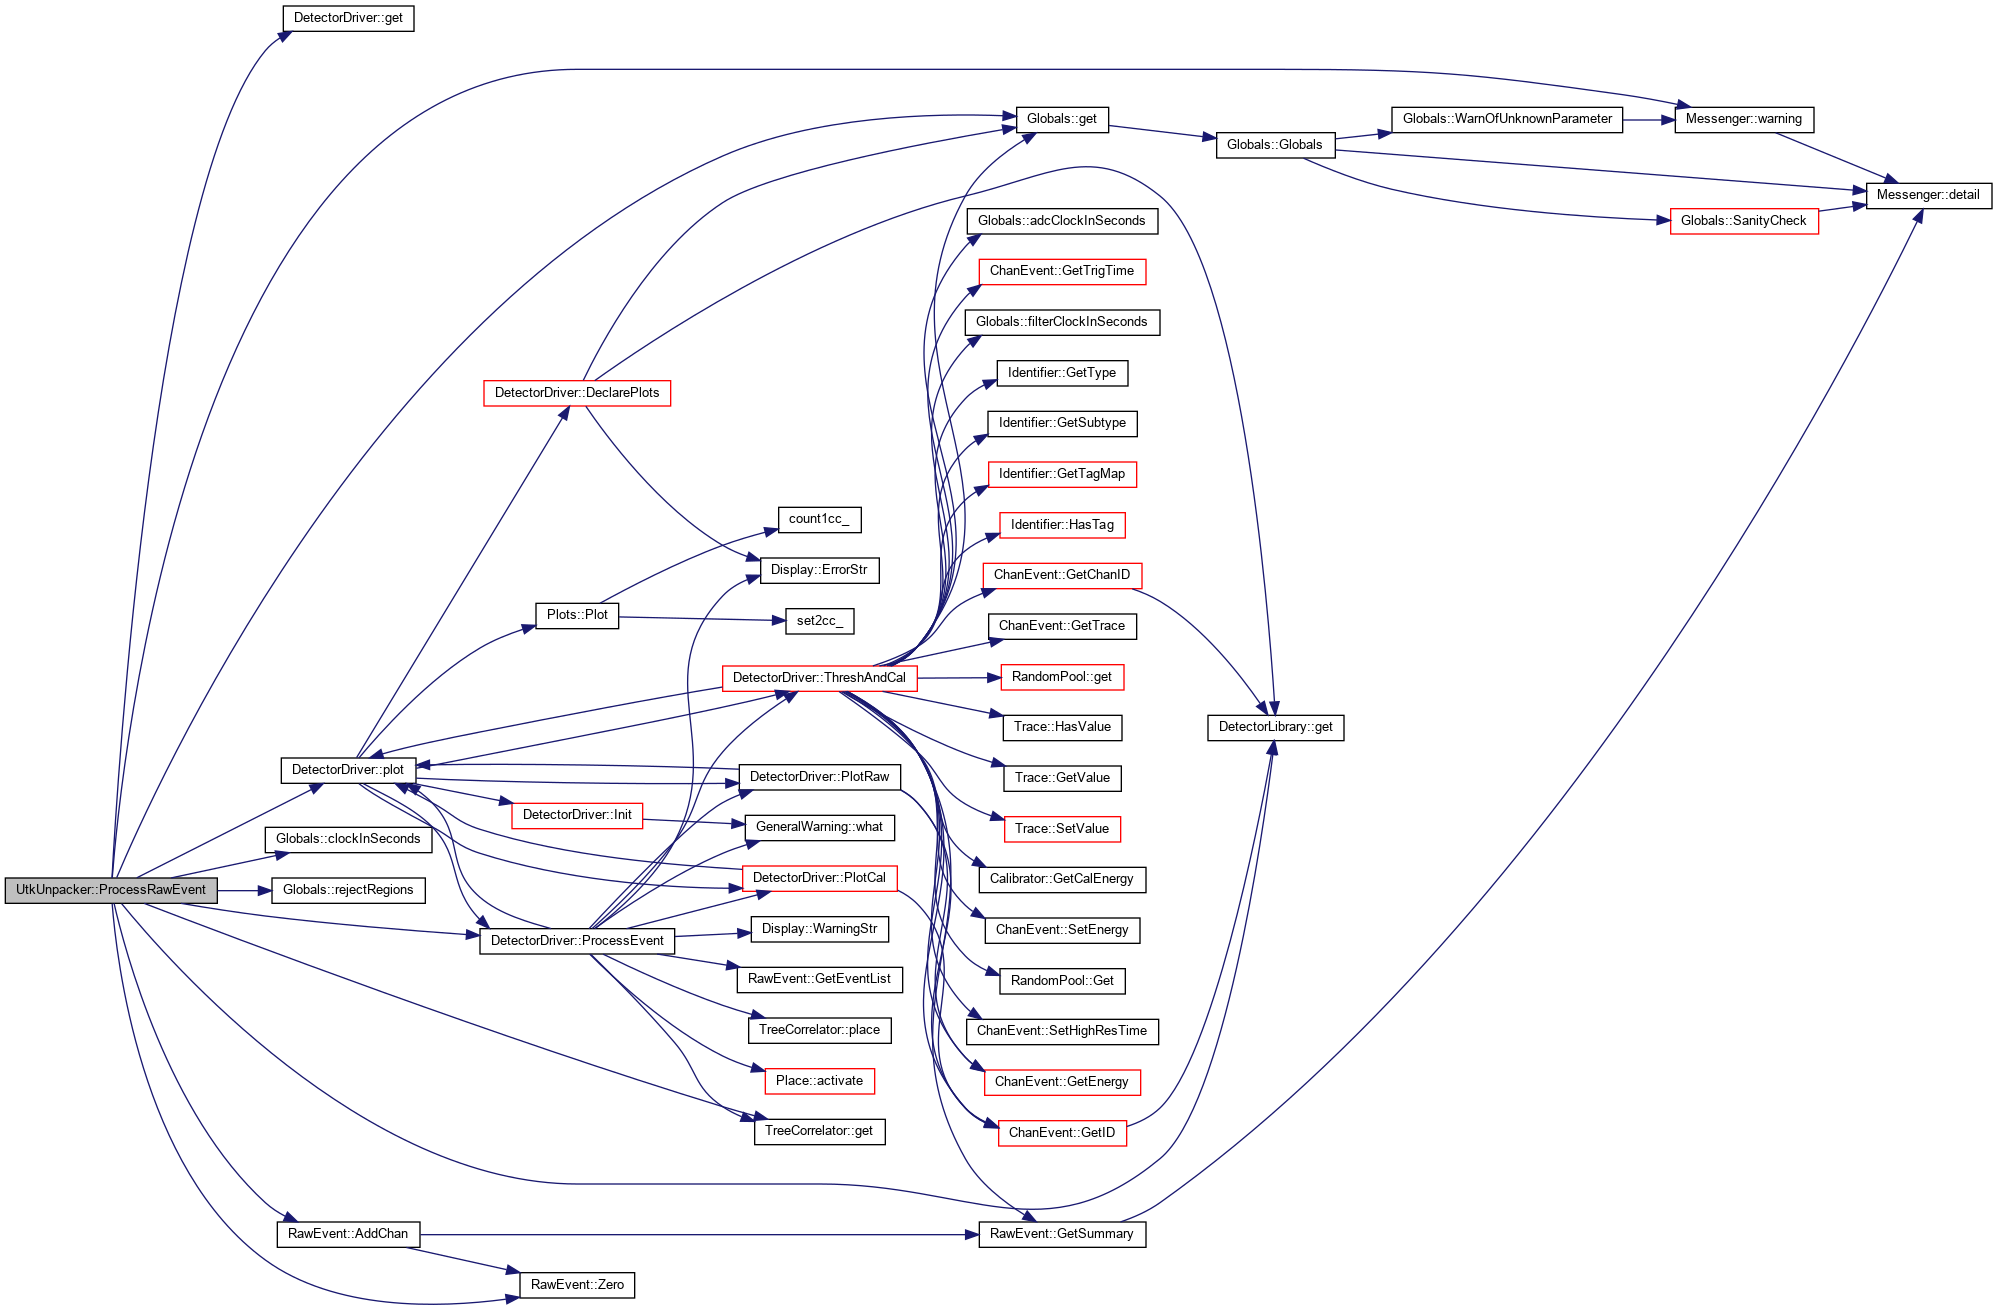 DetectorDriver::get
Globals::get
Globals::WarnOfUnknownParameter
Messenger::warning
Globals::Globals
Messenger::detail
Globals::adcClockInSeconds
Globals::SanityCheck
ChanEvent::GetTrigTime
Globals::filterClockInSeconds
Identifier::GetType
DetectorDriver::DeclarePlots
Identifier::GetSubtype
Identifier::GetTagMap
count1cc_
Identifier::HasTag
Display::ErrorStr
ChanEvent::GetChanID
Plots::Plot
set2cc_
ChanEvent::GetTrace
DetectorDriver::ThreshAndCal
RandomPool::get
Trace::HasValue
DetectorLibrary::get
DetectorDriver::plot
DetectorDriver::PlotRaw
Trace::GetValue
DetectorDriver::Init
GeneralWarning::what
Trace::SetValue
Globals::clockInSeconds
UtkUnpacker::ProcessRawEvent
Globals::rejectRegions
DetectorDriver::PlotCal
Calibrator::GetCalEnergy
DetectorDriver::ProcessEvent
Display::WarningStr
ChanEvent::SetEnergy
RawEvent::GetEventList
RandomPool::Get
TreeCorrelator::place
ChanEvent::SetHighResTime
Place::activate
ChanEvent::GetEnergy
TreeCorrelator::get
ChanEvent::GetID
RawEvent::AddChan
RawEvent::GetSummary
RawEvent::Zero